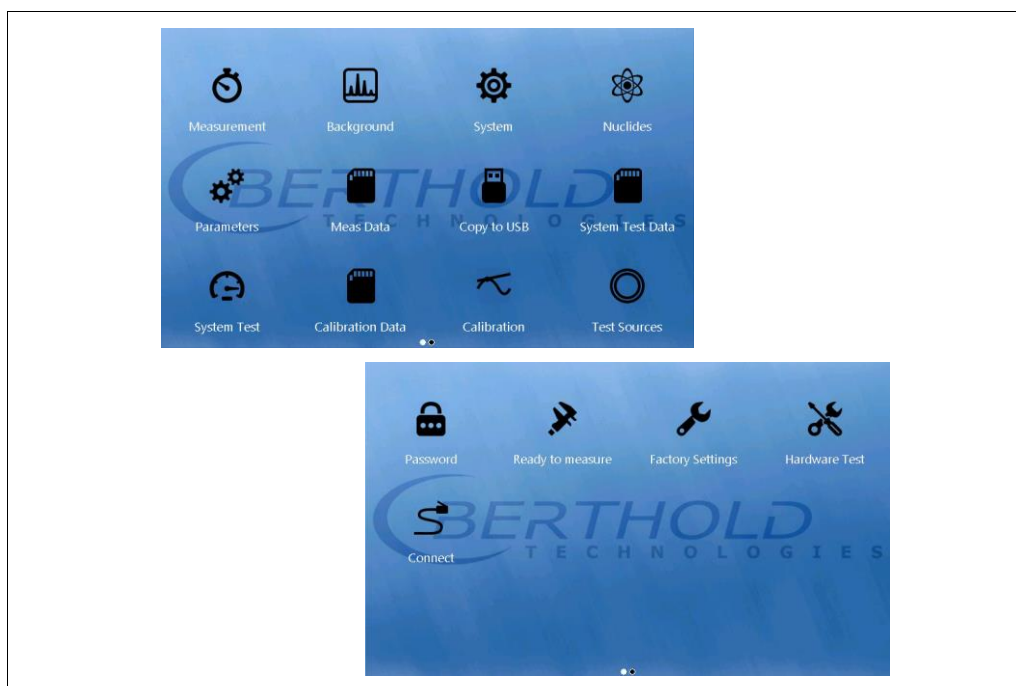 Measurement Background System Nuclides
BERTHOLD
TECHNOLOGIES
Parameters Meas Data Copy to USB System Test Data
System Test Calibration Data Calibration Test Sources
Password Ready to measure Factory Settings Hardware Test
BERTHOLD
TECHNOLOGIES
Connect